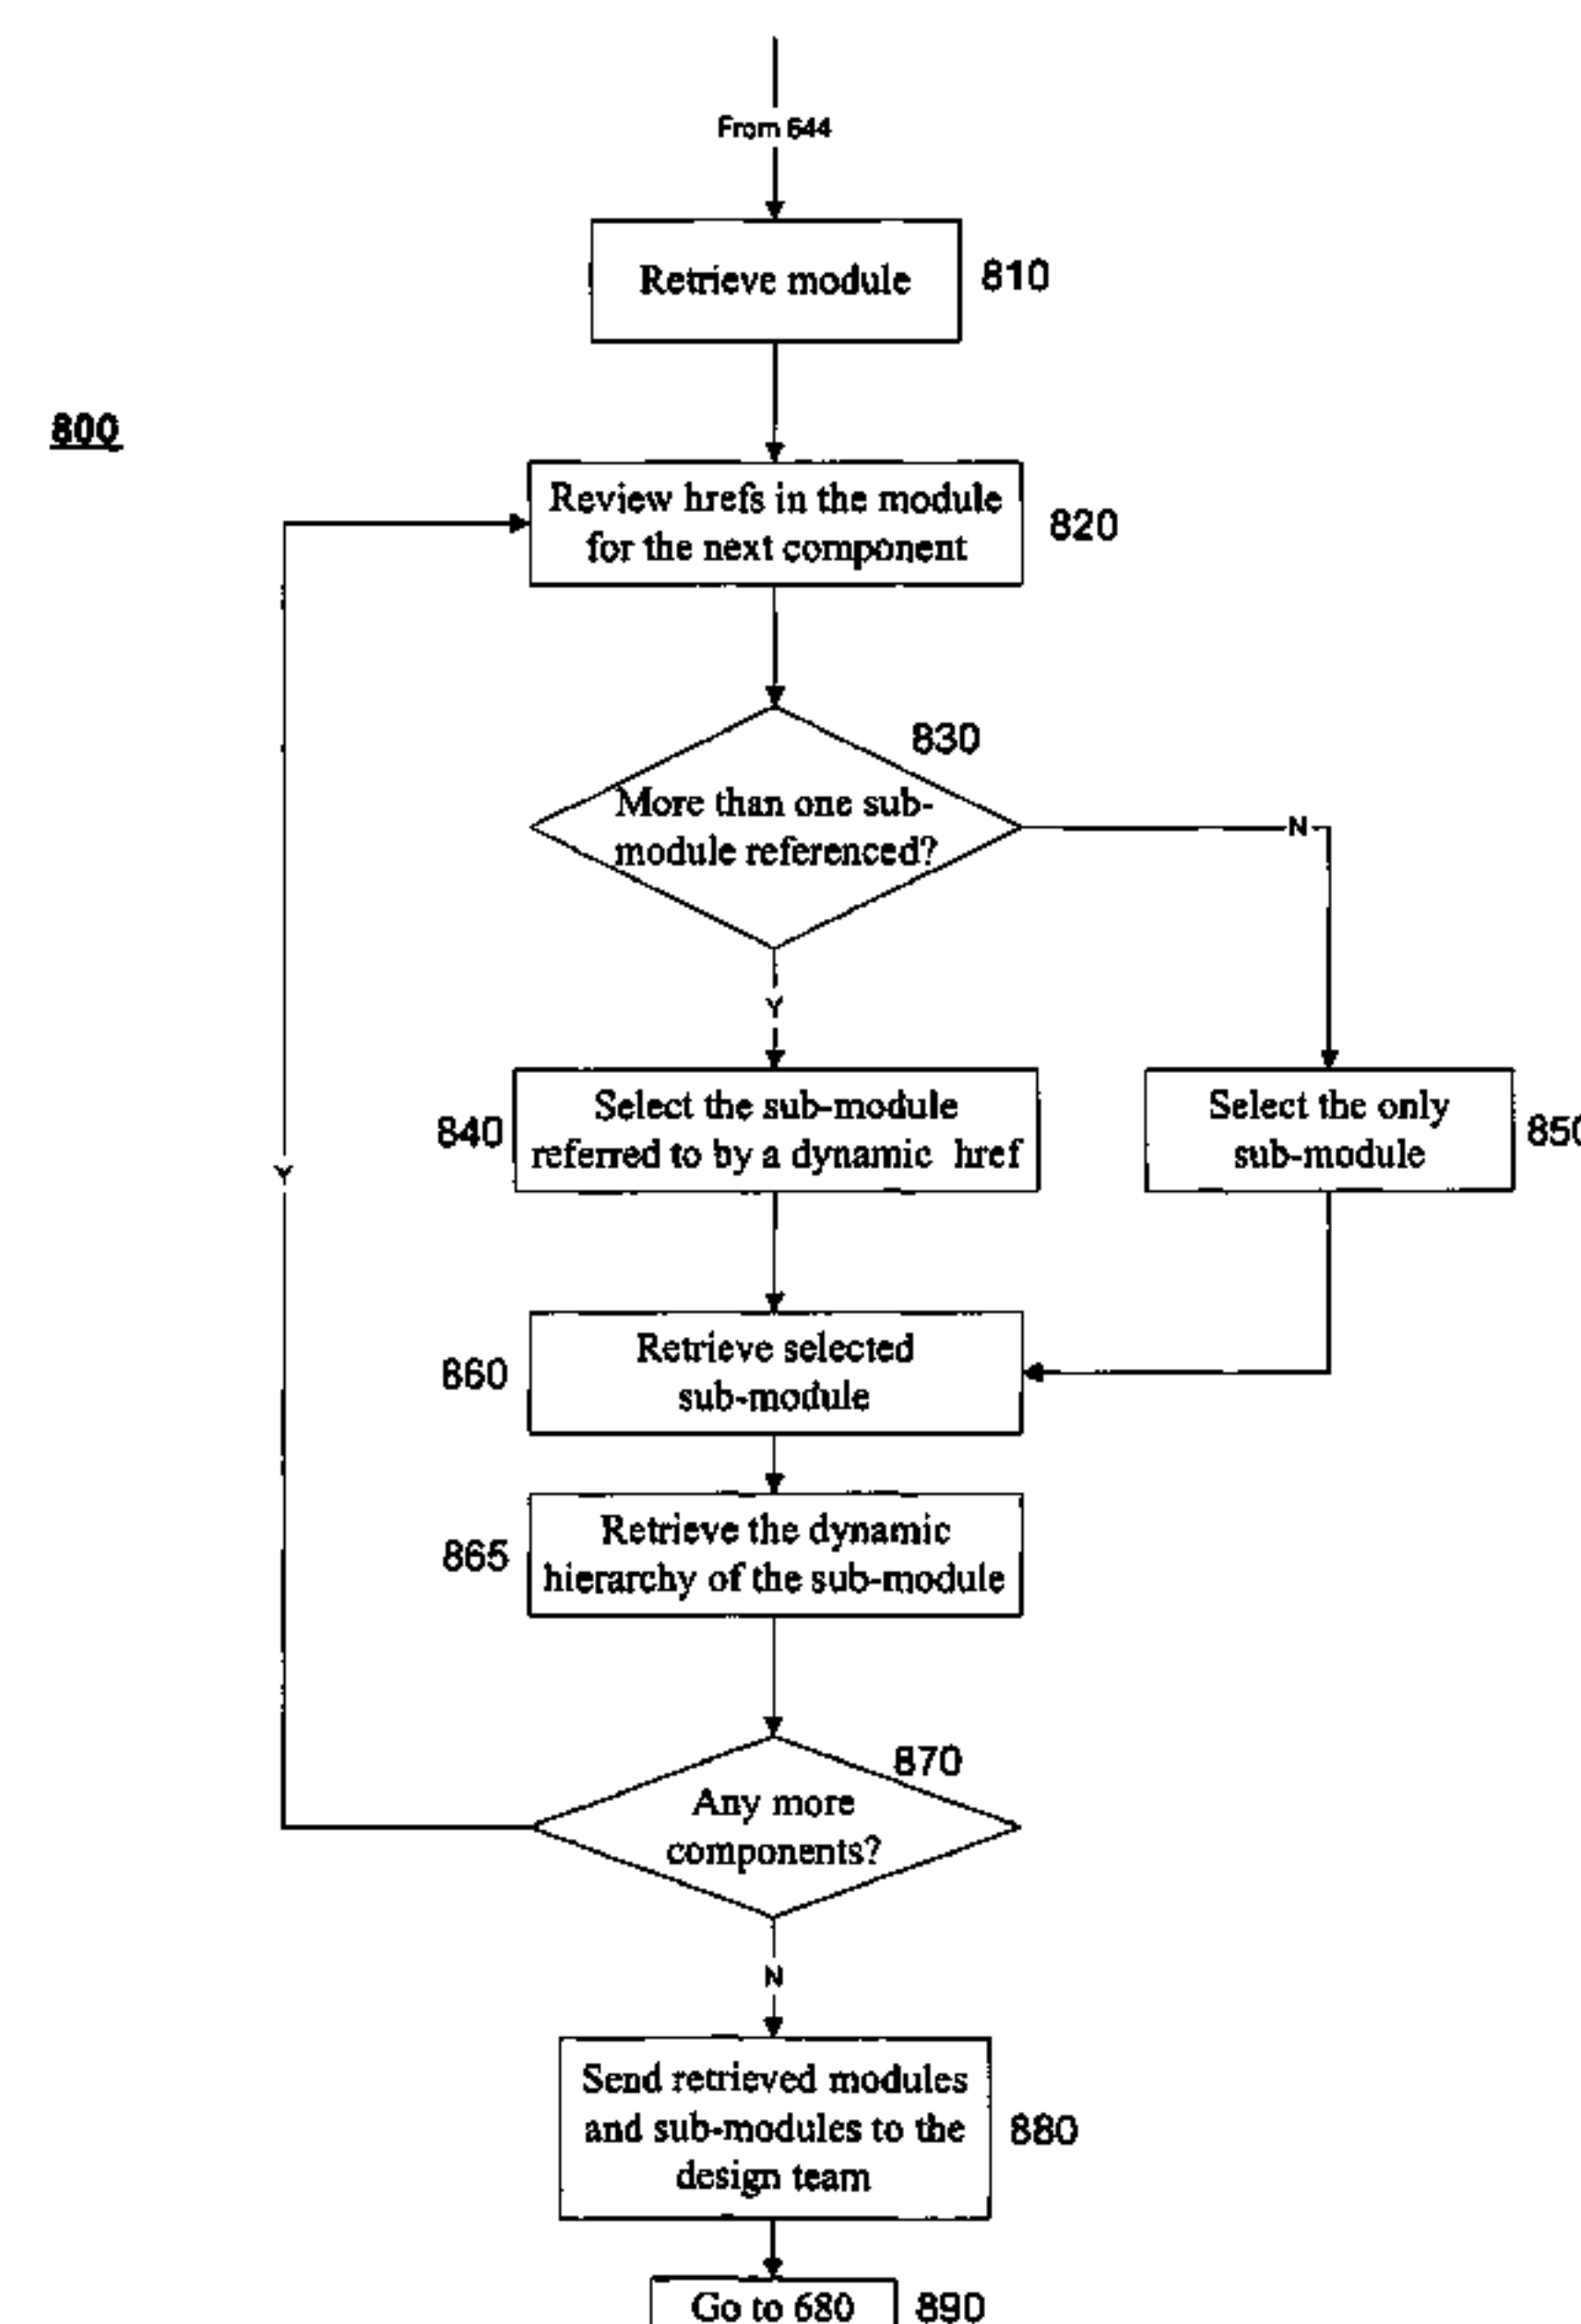 From 644
Retrieve module
810
800
Review hrefs in the module
for the next component
820
830
More than one sub-
module referenced?
N
Y
840
Select the sub-module
referred to by a dynamic href
Select the only
sub-module
850
Y
860
Retrieve selected
sub-module
865
Retrieve the dynamic
hierarchy of the sub-module
870
Any more
components?
N
Send retrieved modules
and sub-modules to the
design team
880
Go to 680
890